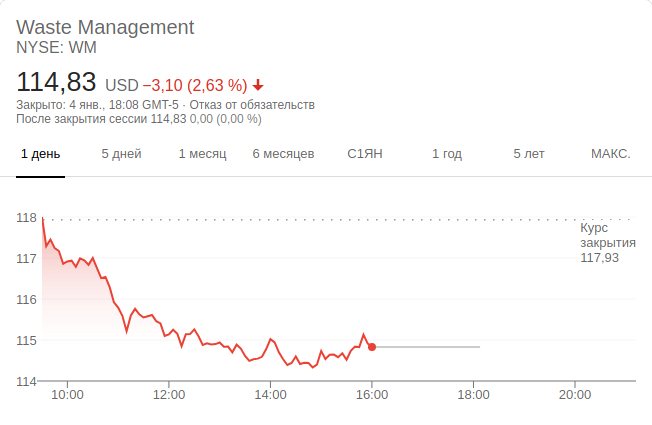 Waste Management
NYSE: WM
114,83 USD −3,10 (2,63 %)
Закрыто: 4 янв., 18:08 GMT-5 · Отказ от обязательств
После закрытия сессии 114,83 0,00 (0,00 %)
1 день 5 дней 1 месяц 6 месяцев С1ЯН 1 год 5 лет МАКС.
118
Курс
закрытия
117,93
117
116
115
114
10:00 12:00 14:00 16:00 18:00 20:00